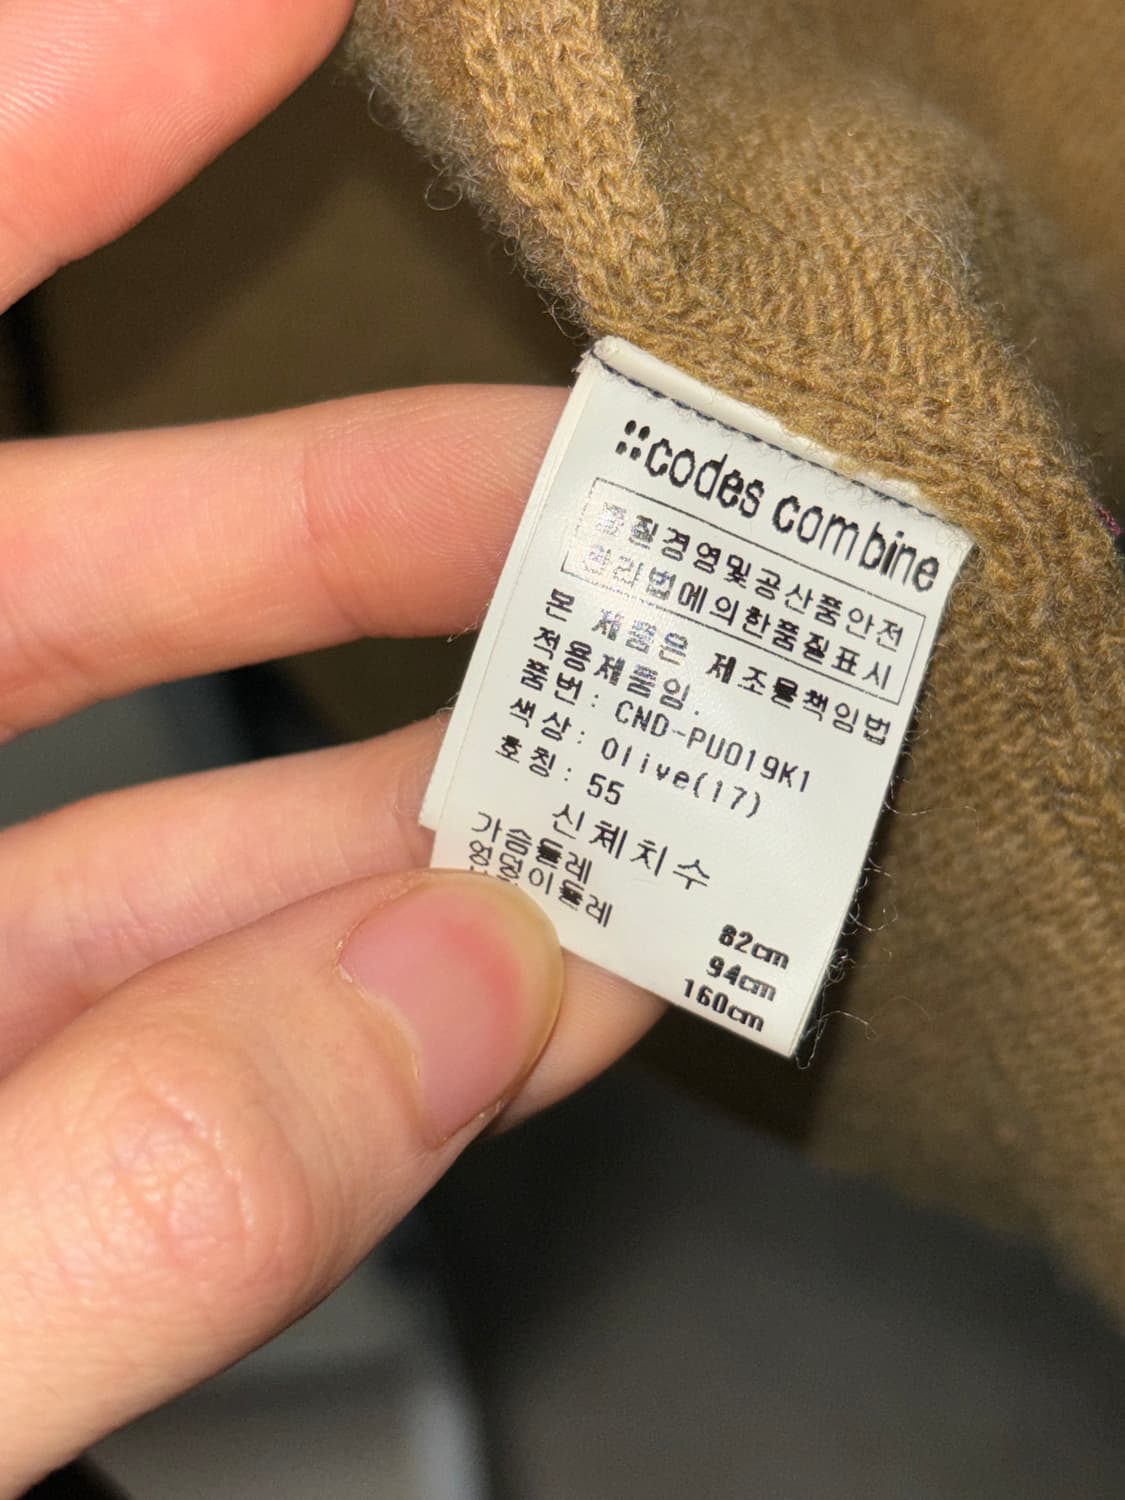 ::codes combine
품질경영및공산품안전
관리법에의한품질표시
본 제품은 제조물책임법
적용제품임.
품번: CND-PU019K1
색상: Olive(17)
호칭: 55
신체치수
가슴둘레 82cm
엉덩이둘레 94cm
160cm